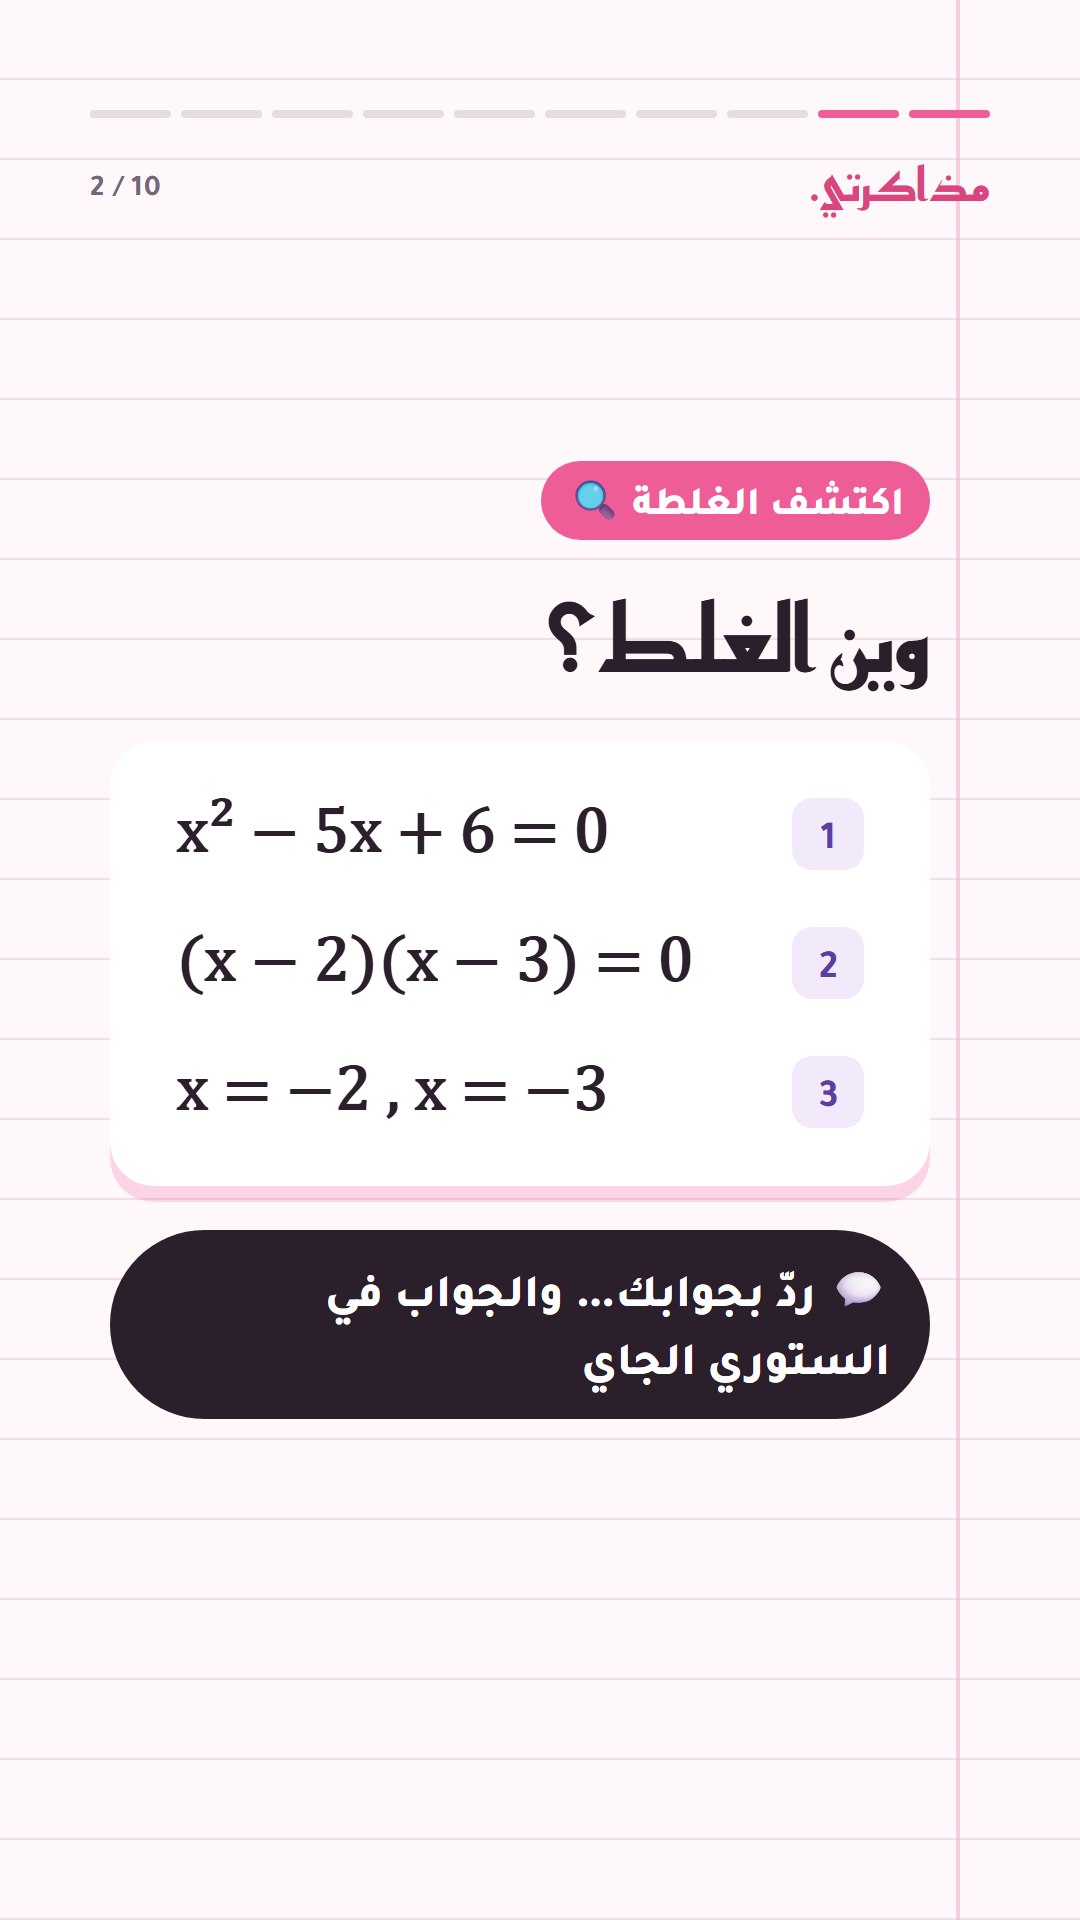 مذاكرتي.
2 / 10
اكتشف الغلطة 🔍
وين الغلط؟
1 x² − 5x + 6 = 0
2 (x − 2)(x − 3) = 0
3 x = −2 , x = −3
💬 ردّ بجوابك... والجواب في
الستوري الجاي